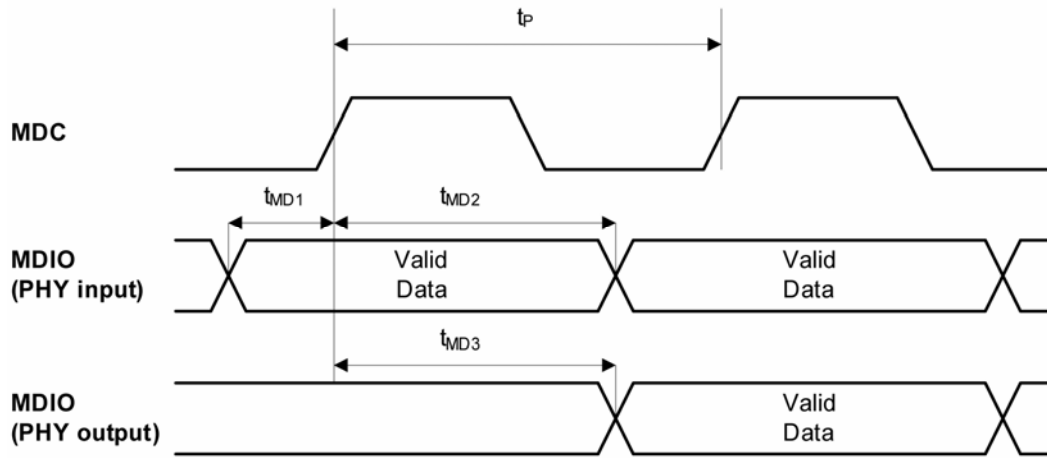 tP
MDC
tMD1
tMD2
MDIO
(PHY input)
Valid
Data
Valid
Data
tMD3
MDIO
(PHY output)
Valid
Data